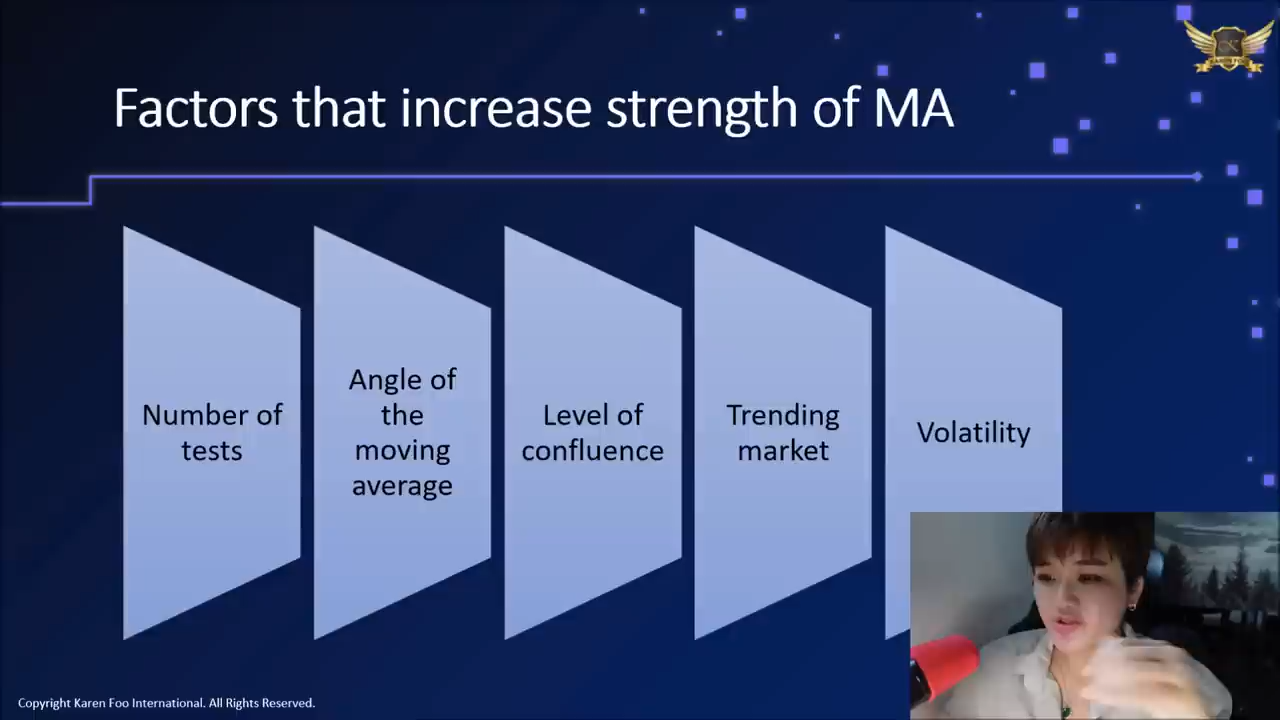 Factors that increase strength of MA
Number of
tests
Angle of
the
moving
average
Level of
confluence
Trending
market
Volatility
Copyright Karen Foo International. All Rights Reserved.